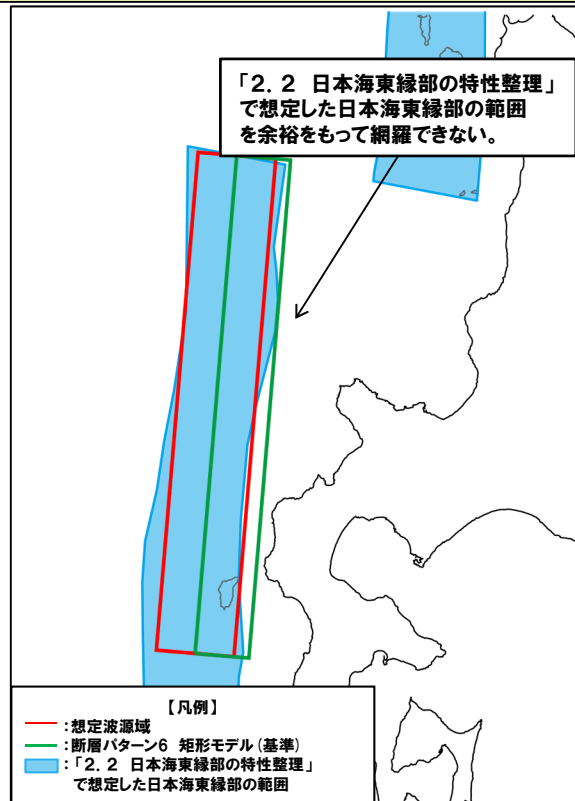 「2.2 日本海東縁部の特性整理」
で想定した日本海東縁部の範囲
を余裕をもって網羅できない。
【凡例】
:想定波源域
:断層パターン6 矩形モデル(基準)
:「2.2 日本海東縁部の特性整理」
で想定した日本海東縁部の範囲